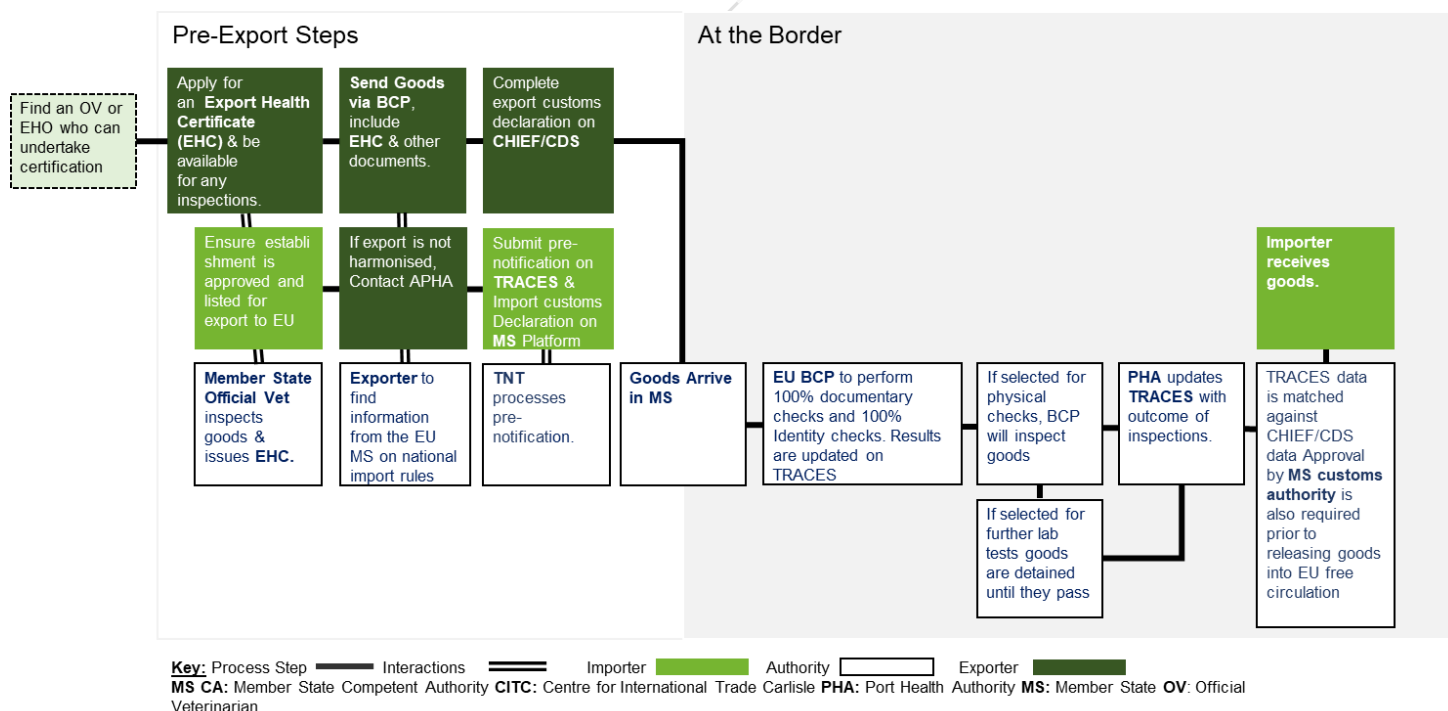 Pre-Export Steps
At the Border
Find an OV or
EHO who can
undertake
certification
Apply for
an Export Health
Certificate
(EHC) & be
available
for any
inspections.
Send Goods
via BCP,
include
EHC & other
documents.
Complete
export customs
declaration on
CHIEF/CDS
Ensure establi
shment is
approved and
listed for
export to EU
If export is not
harmonised,
Contact APHA
Submit pre-
notification on
TRACES &
Import customs
Declaration on
MS Platform
Importer
receives
goods.
Member State
Official Vet
inspects
goods &
issues EHC.
Exporter to
find
information
from the EU
MS on national
import rules
TNT
processes
pre-
notification.
Goods Arrive
in MS
EU BCP to perform
100% documentary
checks and 100%
Identity checks. Results
are updated on
TRACES
If selected for
physical
checks, BCP
will inspect
goods
PHA updates
TRACES with
outcome of
inspections.
TRACES data
is matched
against
CHIEF/CDS
data Approval
by MS customs
authority is
also required
prior to
releasing goods
into EU free
circulation
If selected for
further lab
tests goods
are detained
until they pass
Key: Process Step Interactions Importer Authority Exporter
MS CA: Member State Competent Authority CITC: Centre for International Trade Carlisle PHA: Port Health Authority MS: Member State OV: Official
Veterinarian